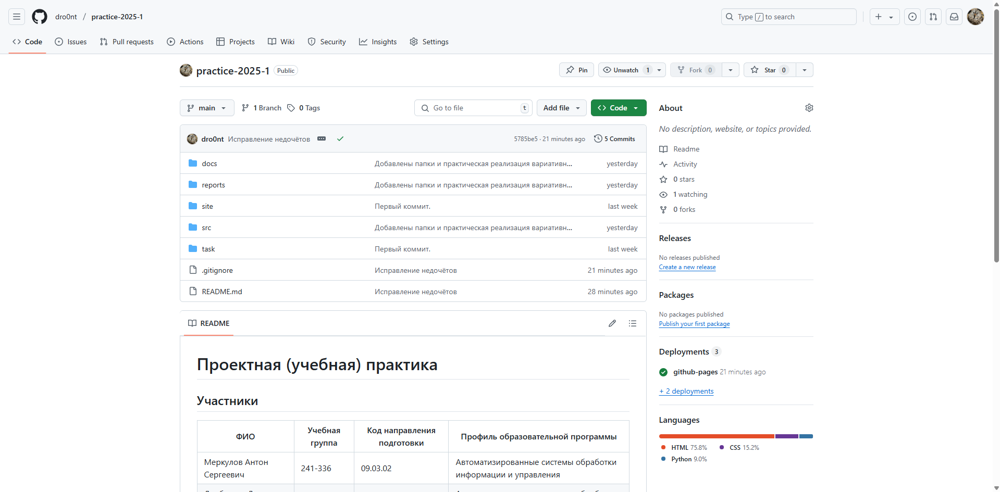 dro0nt / practice-2025-1
Type / to search
Code Issues Pull requests Actions Projects Wiki Security Insights Settings
practice-2025-1 Public
Pin Unwatch 1 Fork 0 Star 0
main 1 Branch 0 Tags
Go to file t Add file Code
dro0nt Исправление недочётов 5785be5 · 21 minutes ago 5 Commits
docs Добавлены папки и практическая реализация вариативн... yesterday
reports Добавлены папки и практическая реализация вариативн... yesterday
site Первый коммит. last week
src Добавлены папки и практическая реализация вариативн... yesterday
task Первый коммит. last week
.gitignore Исправление недочётов 21 minutes ago
README.md Исправление недочётов 28 minutes ago
README
Проектная (учебная) практика
Участники
ФИО
Учебная
группа
Код направления
подготовки
Профиль образовательной программы
Меркулов Антон
Сергеевич
241-336
09.03.02
Автоматизированные системы обработки
информации и управления
About
No description, website, or topics provided.
Readme
Activity
0 stars
1 watching
0 forks
Releases
No releases published
Create a new release
Packages
No packages published
Publish your first package
Deployments 3
github-pages 21 minutes ago
+ 2 deployments
Languages
HTML 75.8% CSS 15.2%
Python 9.0%